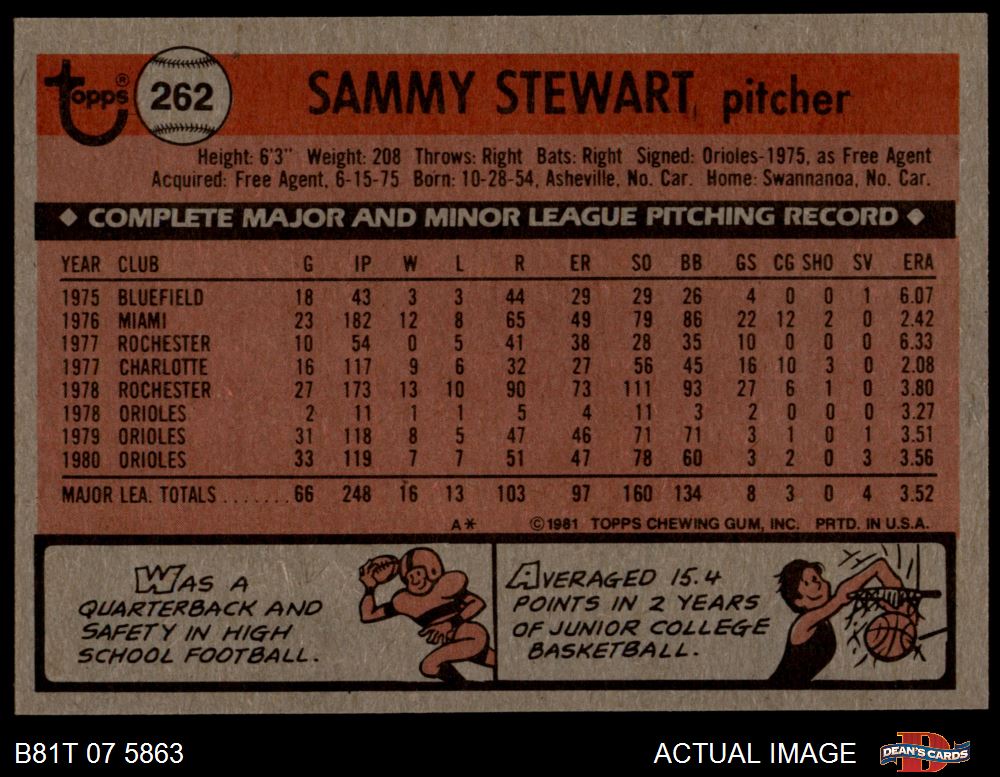 Topps®
262
SAMMY STEWART pitcher
Height: 6'3" Weight: 208 Throws: Right Bats: Right Signed: Orioles-1975, as Free Agent
Acquired: Free Agent, 6-15-75 Born: 10-28-54, Asheville, No. Car. Home: Swannanoa, No. Car.
◆ COMPLETE MAJOR AND MINOR LEAGUE PITCHING RECORD ◆
YEAR CLUB G IP W L R ER SO BB GS CG SHO SV ERA
1975 BLUEFIELD 18 43 3 3 44 29 29 26 4 0 0 1 6.07
1976 MIAMI 23 182 12 8 65 49 79 86 22 12 2 0 2.42
1977 ROCHESTER 10 54 0 5 41 38 28 35 10 0 0 0 6.33
1977 CHARLOTTE 16 117 9 6 32 27 56 45 16 10 3 0 2.08
1978 ROCHESTER 27 173 13 10 90 73 111 93 27 6 1 0 3.80
1978 ORIOLES 2 11 1 1 5 4 11 3 2 0 0 0 3.27
1979 ORIOLES 31 118 8 5 47 46 71 71 3 1 0 1 3.51
1980 ORIOLES 33 119 7 7 51 47 78 60 3 2 0 3 3.56
MAJOR LEA. TOTALS.......66 248 16 13 103 97 160 134 8 3 0 4 3.52
A* ©1981 TOPPS CHEWING GUM, INC. PRTD. IN U.S.A.
WAS A
QUARTERBACK AND
SAFETY IN HIGH
SCHOOL FOOTBALL.
AVERAGED 15.4
POINTS IN 2 YEARS
OF JUNIOR COLLEGE
BASKETBALL.
B81T 07 5863
ACTUAL IMAGE
DEAN'S CARDS